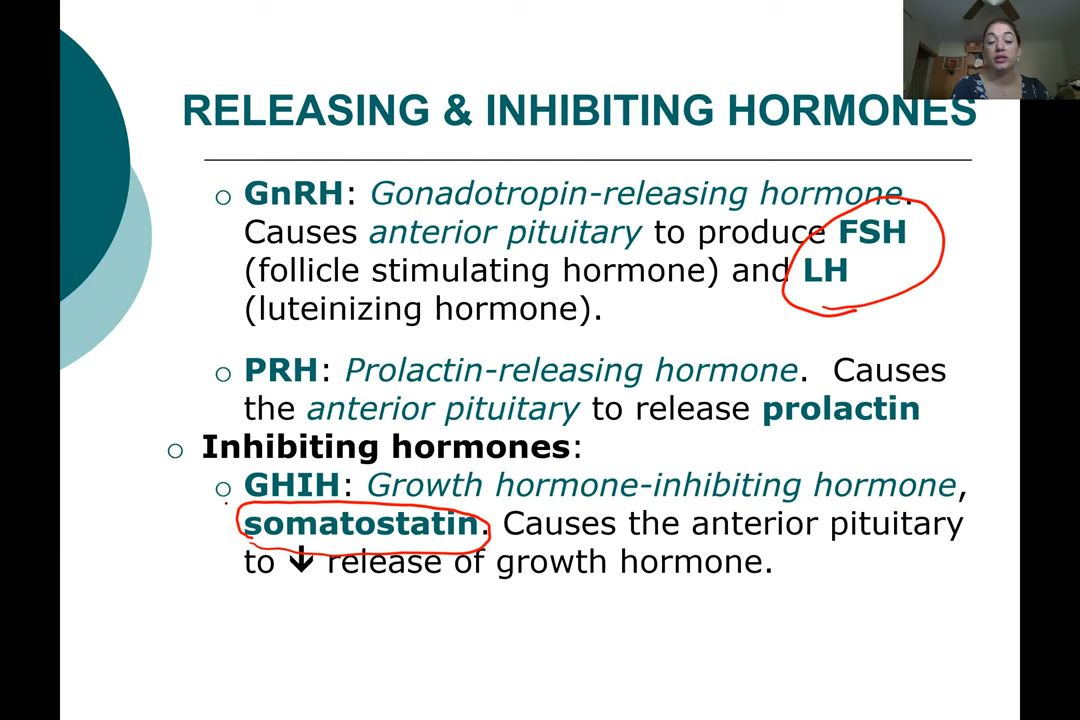 RELEASING & INHIBITING HORMONES
GnRH: Gonadotropin-releasing hormone.
Causes anterior pituitary to produce FSH
(follicle stimulating hormone) and LH
(luteinizing hormone).
PRH: Prolactin-releasing hormone. Causes
the anterior pituitary to release prolactin
Inhibiting hormones:
GHIH: Growth hormone-inhibiting hormone,
somatostatin. Causes the anterior pituitary
to ↓ release of growth hormone.